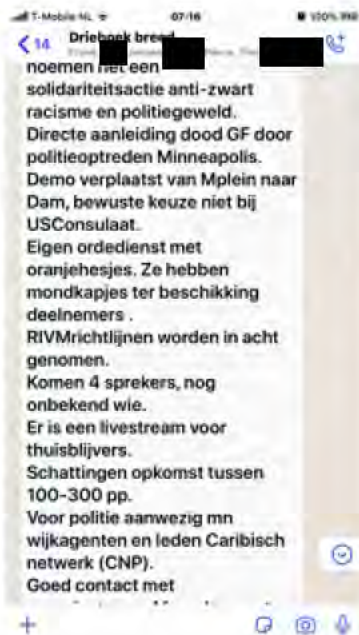 T-Mobile NL 07:16 100%
14 Driehoek breed
noemen het een
solidariteitsactie anti-zwart
racisme en politiegeweld.
Directe aanleiding dood GF door
politieoptreden Minneapolis.
Demo verplaatst van Mplein naar
Dam, bewuste keuze niet bij
USConsulaat.
Eigen ordedienst met
oranjehesjes. Ze hebben
mondkapjes ter beschikking
deelnemers .
RIVMrichtlijnen worden in acht
genomen.
Komen 4 sprekers, nog
onbekend wie.
Er is een livestream voor
thuisblijvers.
Schattingen opkomst tussen
100-300 pp.
Voor politie aanwezig mn
wijkagenten en leden Caribisch
netwerk (CNP).
Goed contact met